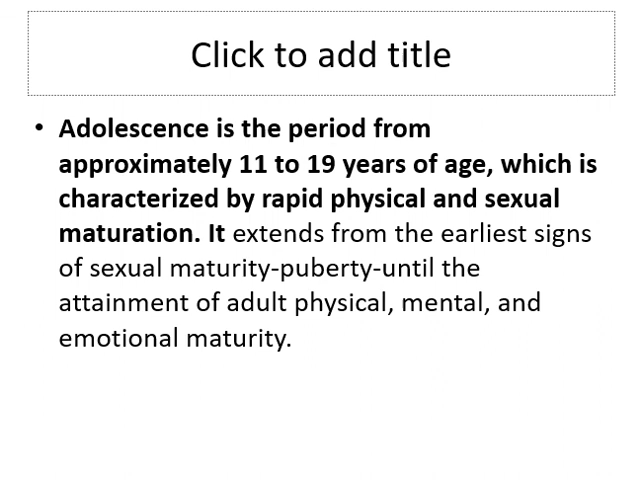 Click to add title
• Adolescence is the period from
approximately 11 to 19 years of age, which is
characterized by rapid physical and sexual
maturation. It extends from the earliest signs
of sexual maturity-puberty-until the
attainment of adult physical, mental, and
emotional maturity.